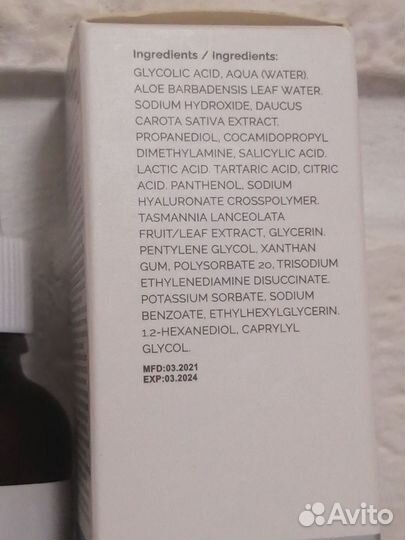 Ingredients / Ingredients:
GLYCOLIC ACID, AQUA (WATER).
ALOE BARBADENSIS LEAF WATER.
SODIUM HYDROXIDE, DAUCUS
CAROTA SATIVA EXTRACT.
PROPANEDIOL, COCAMIDOPROPYL
DIMETHYLAMINE, SALICYLIC ACID.
LACTIC ACID. TARTARIC ACID, CITRIC
ACID. PANTHENOL, SODIUM
HYALURONATE CROSSPOLYMER.
TASMANNIA LANCEOLATA
FRUIT/LEAF EXTRACT, GLYCERIN.
PENTYLENE GLYCOL, XANTHAN
GUM, POLYSORBATE 20, TRISODIUM
ETHYLENEDIAMINE DISUCCINATE.
POTASSIUM SORBATE, SODIUM
BENZOATE, ETHYLHEXYLGLYCERIN.
1.2-HEXANEDIOL, CAPRYLYL
GLYCOL.
MFD:03.2021
EXP:03.2024
Avito